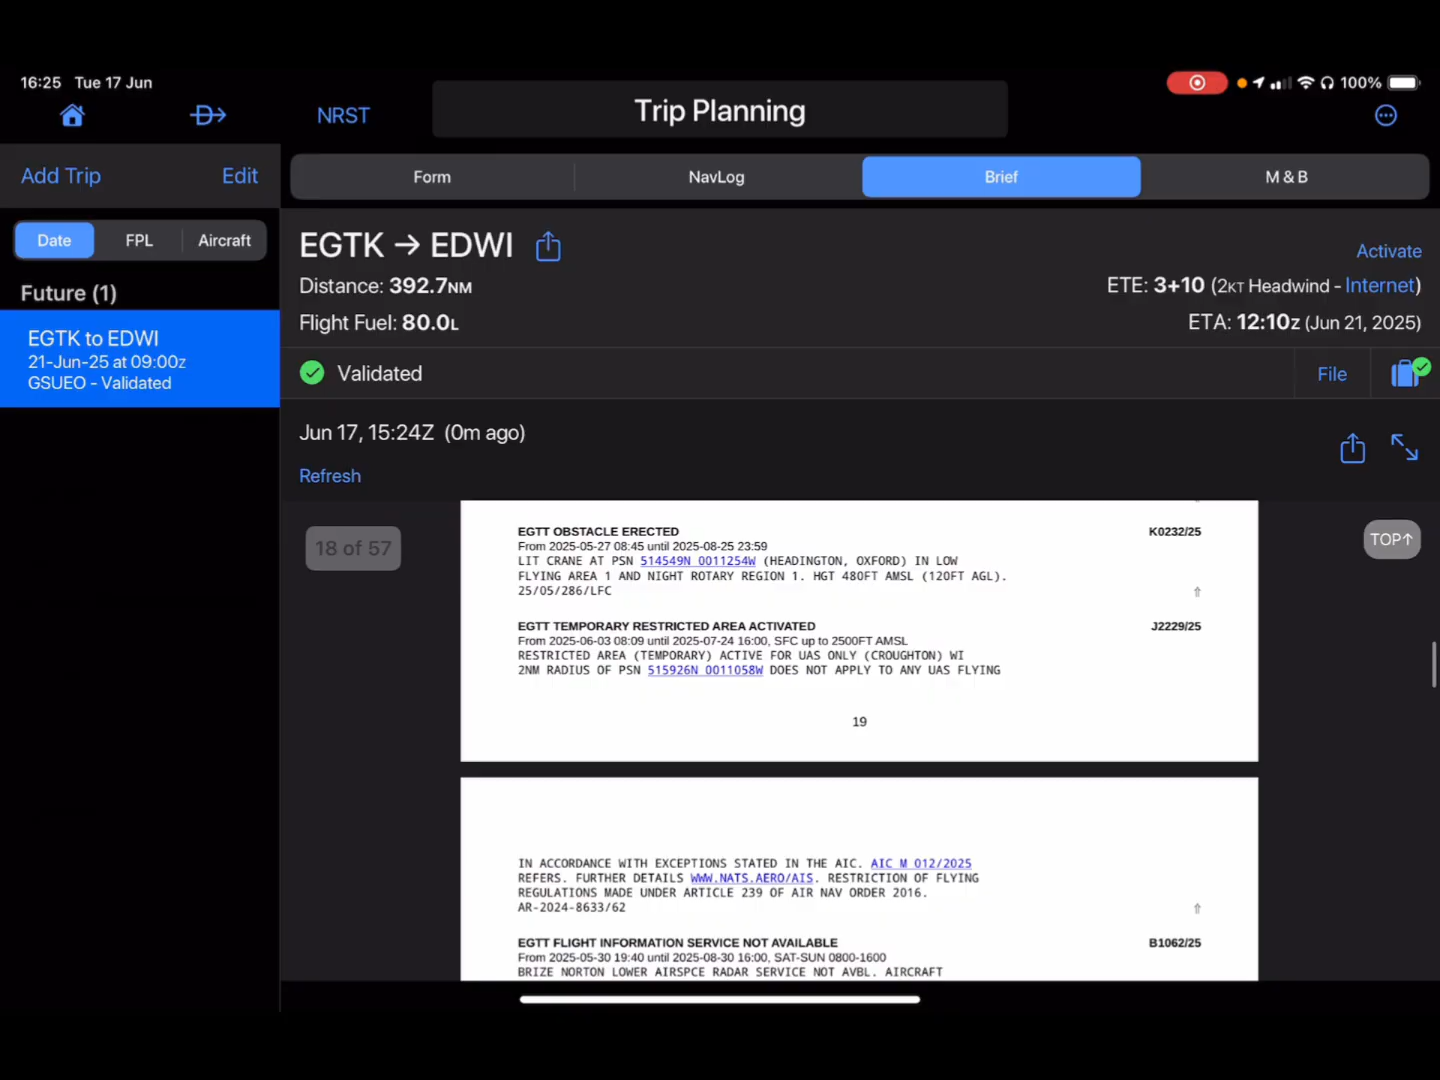 16:25 Tue 17 Jun
100%
NRST
Trip Planning
Add Trip
Edit
Form
NavLog
Brief
M & B
Date
FPL
Aircraft
Future (1)
EGTK to EDWI
21-Jun-25 at 09:00z
GSUEO - Validated
EGTK → EDWI
Activate
Distance: 392.7NM
ETE: 3+10 (2KT Headwind - Internet)
Flight Fuel: 80.0L
ETA: 12:10z (Jun 21, 2025)
Validated
File
Jun 17, 15:24Z (0m ago)
Refresh
18 of 57
TOP↑
EGTT OBSTACLE ERECTED K0232/25
From 2025-05-27 08:45 until 2025-08-25 23:59
LIT CRANE AT PSN 514549N 0011254W (HEADINGTON, OXFORD) IN LOW
FLYING AREA 1 AND NIGHT ROTARY REGION 1. HGT 480FT AMSL (120FT AGL).
25/05/286/LFC
⇑
EGTT TEMPORARY RESTRICTED AREA ACTIVATED J2229/25
From 2025-06-03 08:09 until 2025-07-24 16:00, SFC up to 2500FT AMSL
RESTRICTED AREA (TEMPORARY) ACTIVE FOR UAS ONLY (CROUGHTON) WI
2NM RADIUS OF PSN 515926N 0011058W DOES NOT APPLY TO ANY UAS FLYING
19
IN ACCORDANCE WITH EXCEPTIONS STATED IN THE AIC. AIC M 012/2025
REFERS. FURTHER DETAILS WWW.NATS.AERO/AIS. RESTRICTION OF FLYING
REGULATIONS MADE UNDER ARTICLE 239 OF AIR NAV ORDER 2016.
AR-2024-8633/62
⇑
EGTT FLIGHT INFORMATION SERVICE NOT AVAILABLE B1062/25
From 2025-05-30 19:40 until 2025-08-30 16:00, SAT-SUN 0800-1600
BRIZE NORTON LOWER AIRSPCE RADAR SERVICE NOT AVBL. AIRCRAFT